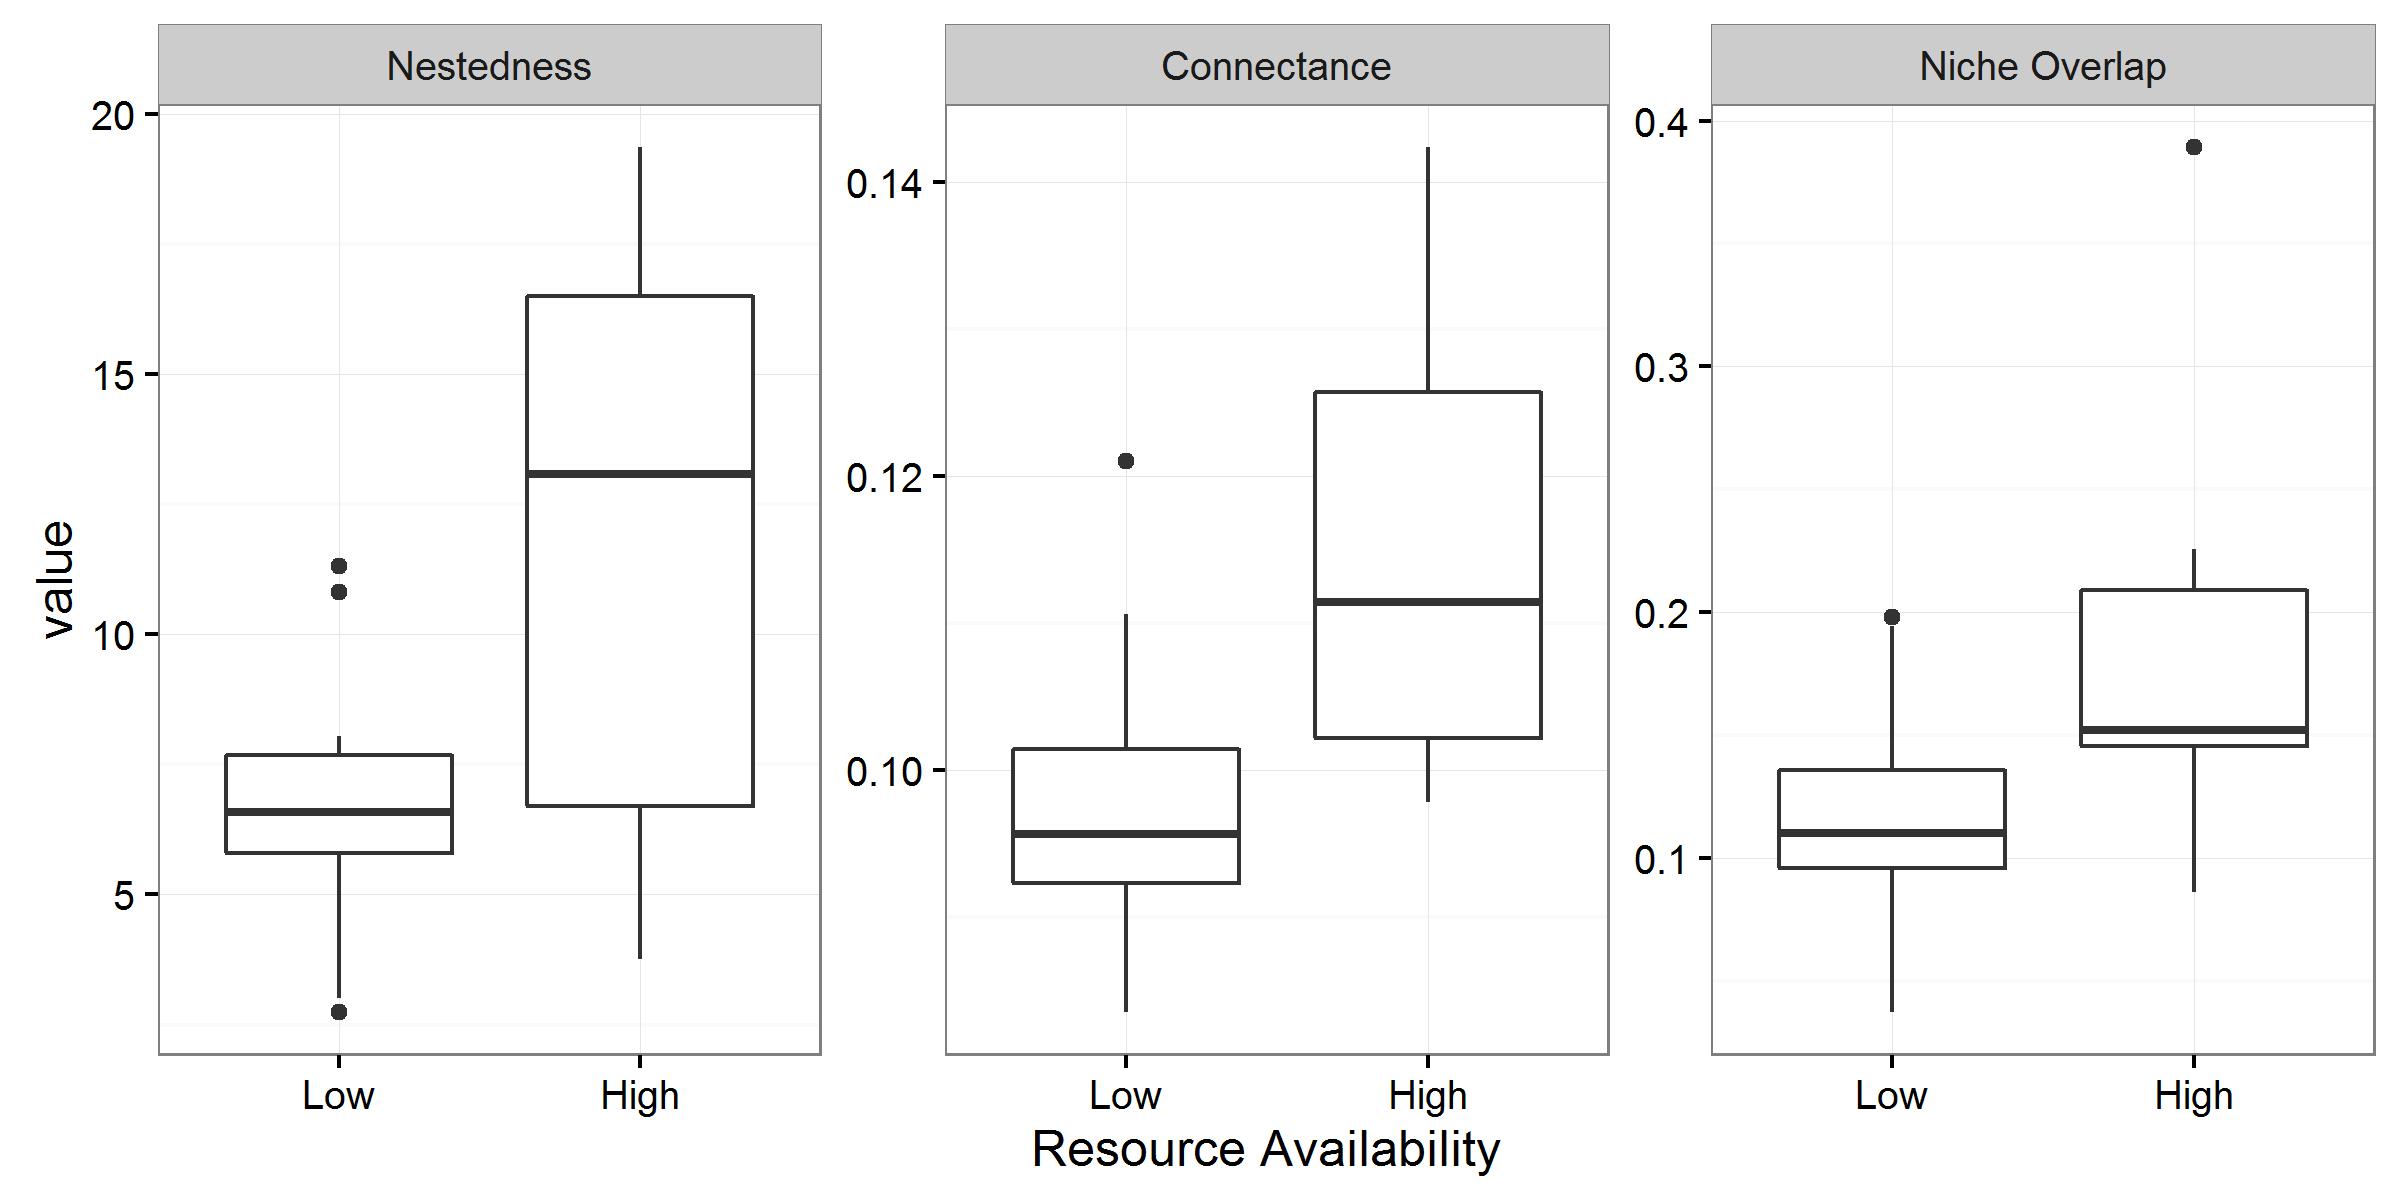 Nestedness
Connectance
Niche Overlap
value
20
15
10
5
0.14
0.12
0.10
0.4
0.3
0.2
0.1
Low High
Low High
Low High
Resource Availability